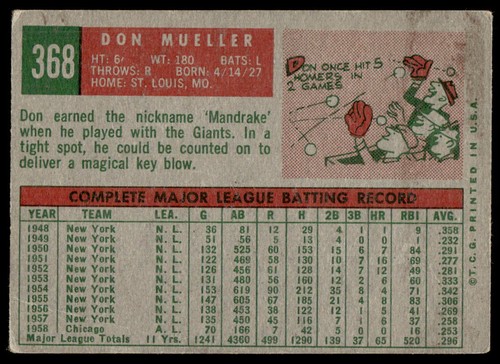 368
DON MUELLER
HT: 6- WT: 180 BATS: L
THROWS: R BORN: 4/14/27
HOME: ST. LOUIS, MO.
Don earned the nickname 'Mandrake'
when he played with the Giants. In
a tight spot, he could be counted on to
deliver a magical key blow.
DON ONCE HIT 5
HOMERS IN
2 GAMES
© T.C.G. PRINTED IN U.S.A.
COMPLETE MAJOR LEAGUE BATTING RECORD
YEAR TEAM LEA. G AB R H 2B 3B HR RBI AVG.
1948 New York N. L. 36 81 12 29 4 1 1 9 .358
1949 New York N. L. 51 56 5 13 4 0 0 1 .232
1950 New York N. L. 132 525 60 153 15 6 7 84 .291
1951 New York N. L. 122 469 58 130 10 7 16 69 .277
1952 New York N. L. 126 456 61 128 14 7 12 49 .281
1953 New York N. L. 131 480 56 160 12 2 6 60 .333
1954 New York N. L. 153 619 90 212 35 8 4 71 .342
1955 New York N. L. 147 605 67 185 21 4 8 83 .306
1956 New York N. L. 138 453 38 122 12 1 5 41 .269
1957 New York N. L. 135 450 45 116 7 1 6 37 .258
1958 Chicago A. L. 70 166 7 42 5 0 0 16 .253
Major League Totals 11 Yrs. 1241 4360 499 1290 139 37 65 520 .296